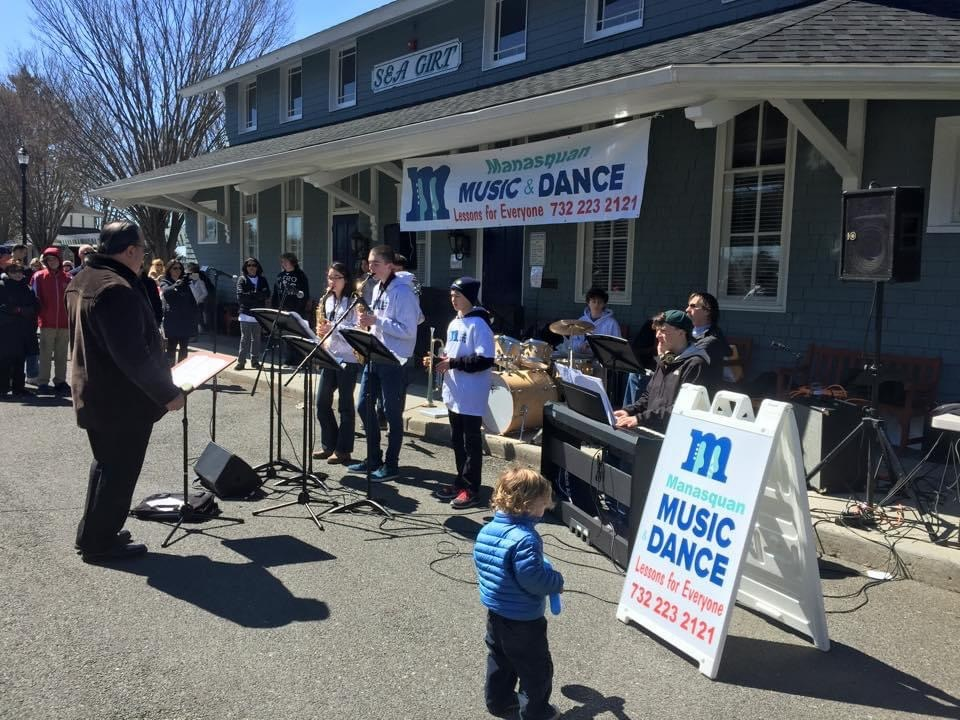 SEA GIRT
m Manasquan
MUSIC & DANCE
Lessons for Everyone 732 223 2121
m
Manasquan
MUSIC
& DANCE
Lessons for Everyone
732 223 2121